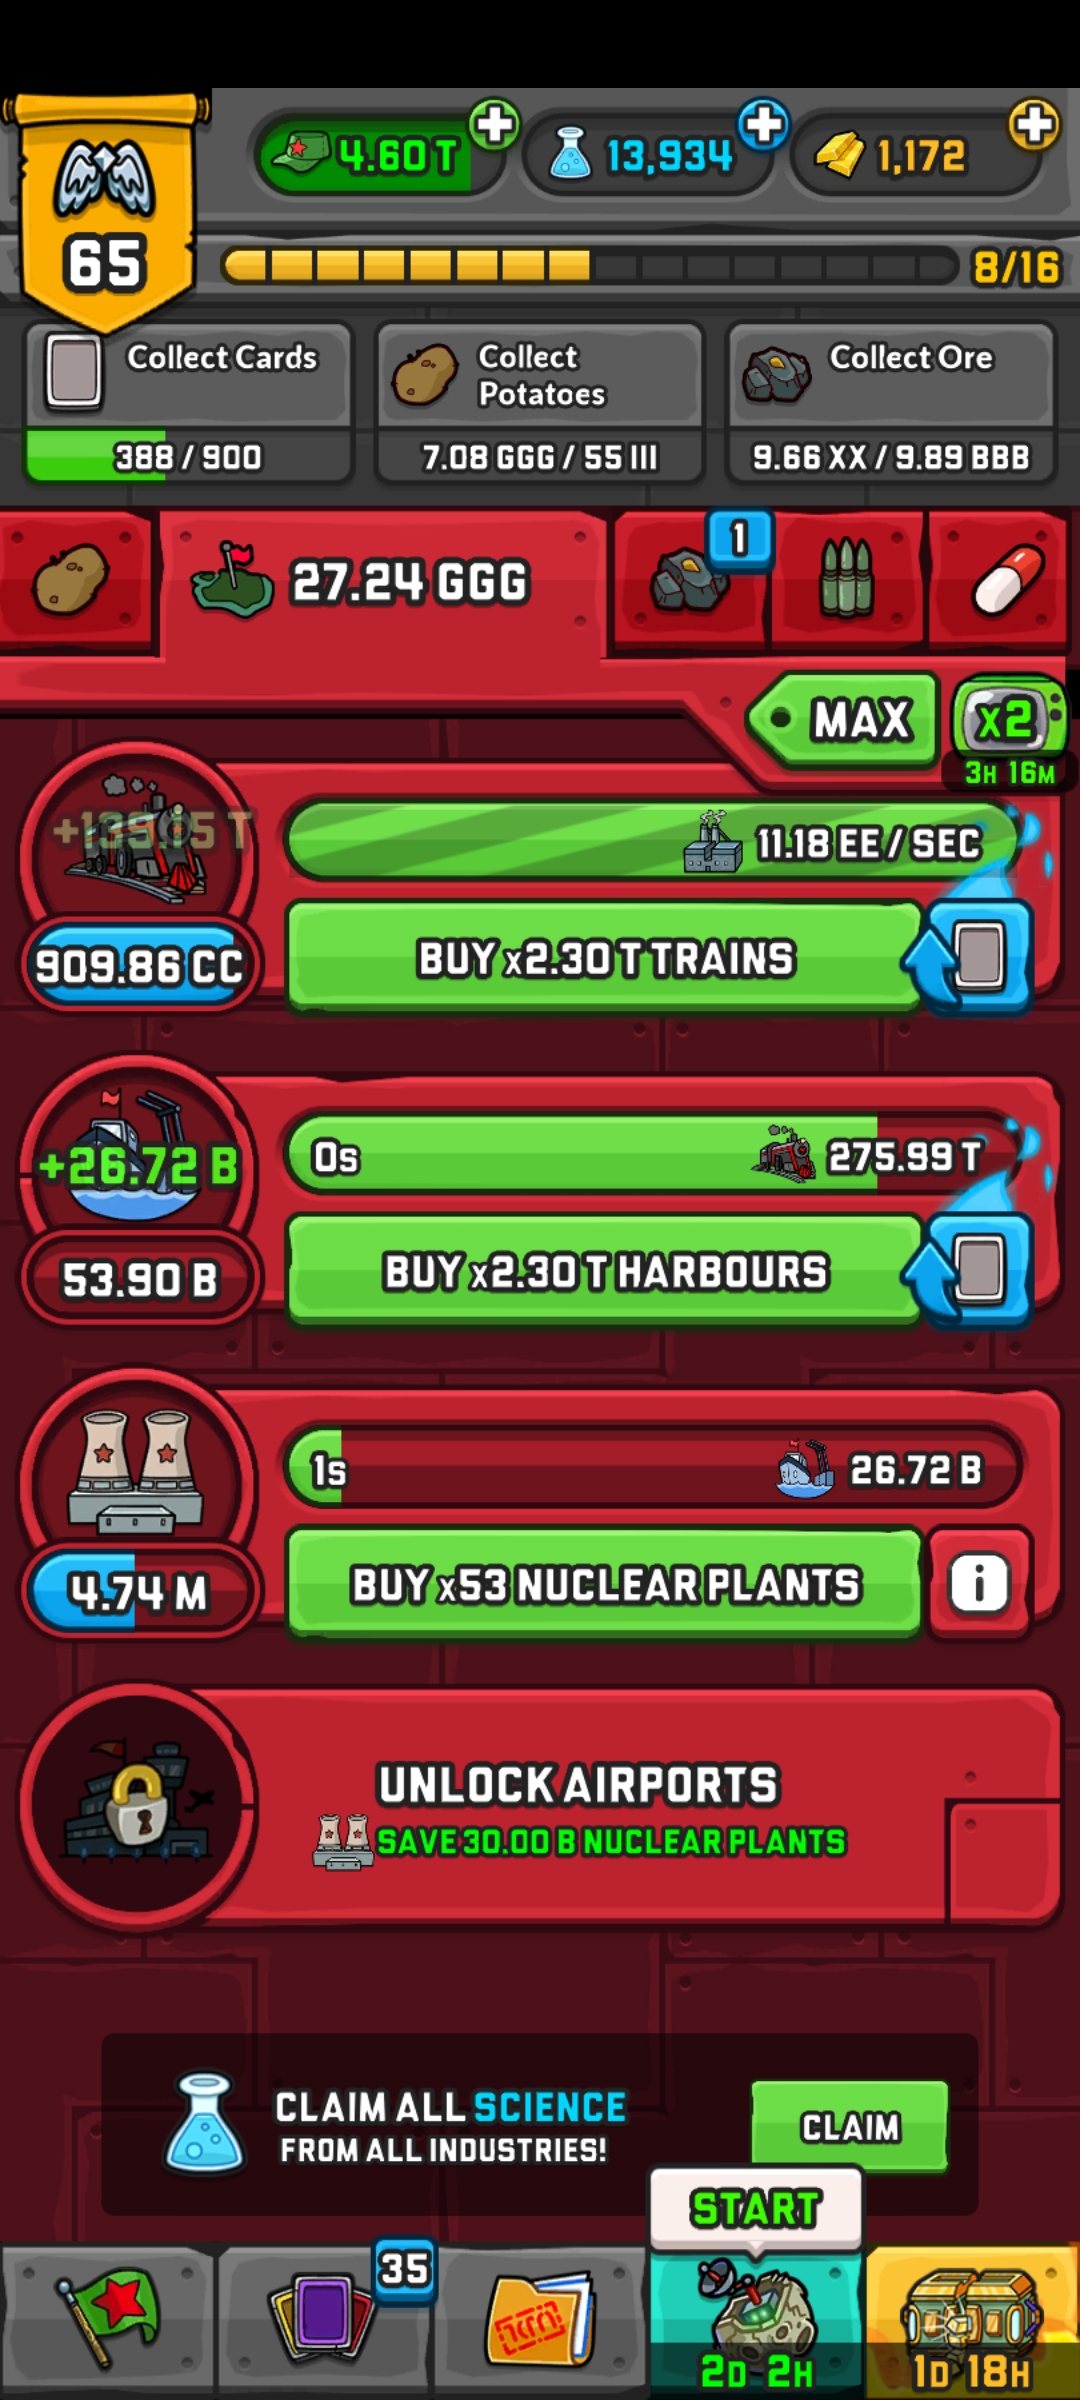 4.60 T
13,934
1,172
65
8/16
Collect Cards
388 / 900
Collect
Potatoes
7.08 GGG / 55 III
Collect Ore
9.66 XX / 9.89 BBB
27.24 GGG
1
MAX
x2
3H 16M
11.18 EE / SEC
909.86 CC
BUY x2.30 T TRAINS
+26.72 B
0s
275.99 T
53.90 B
BUY x2.30 T HARBOURS
1s
26.72 B
4.74 M
BUY x53 NUCLEAR PLANTS
i
UNLOCK AIRPORTS
SAVE 30.00 B NUCLEAR PLANTS
CLAIM ALL SCIENCE
FROM ALL INDUSTRIES!
CLAIM
START
35
2D 2H
1D 18H